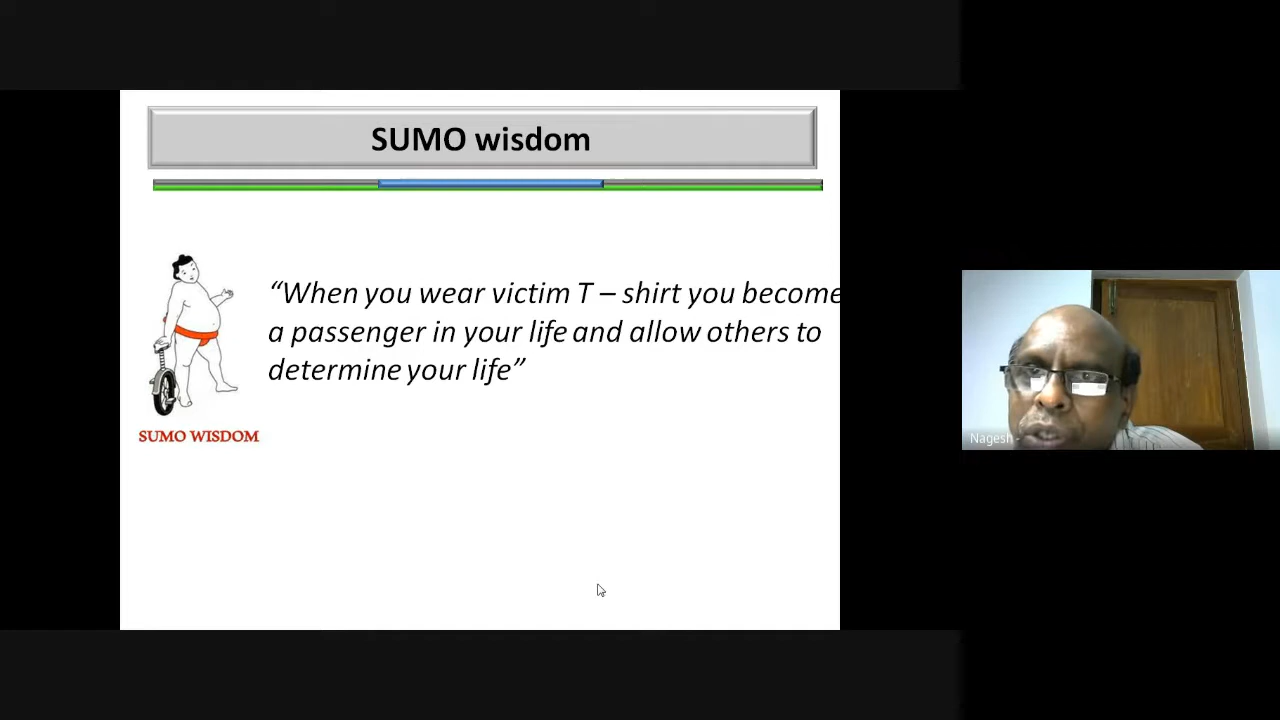 SUMO wisdom
“When you wear victim T – shirt you become
a passenger in your life and allow others to
determine your life”
SUMO WISDOM
Nagesh -